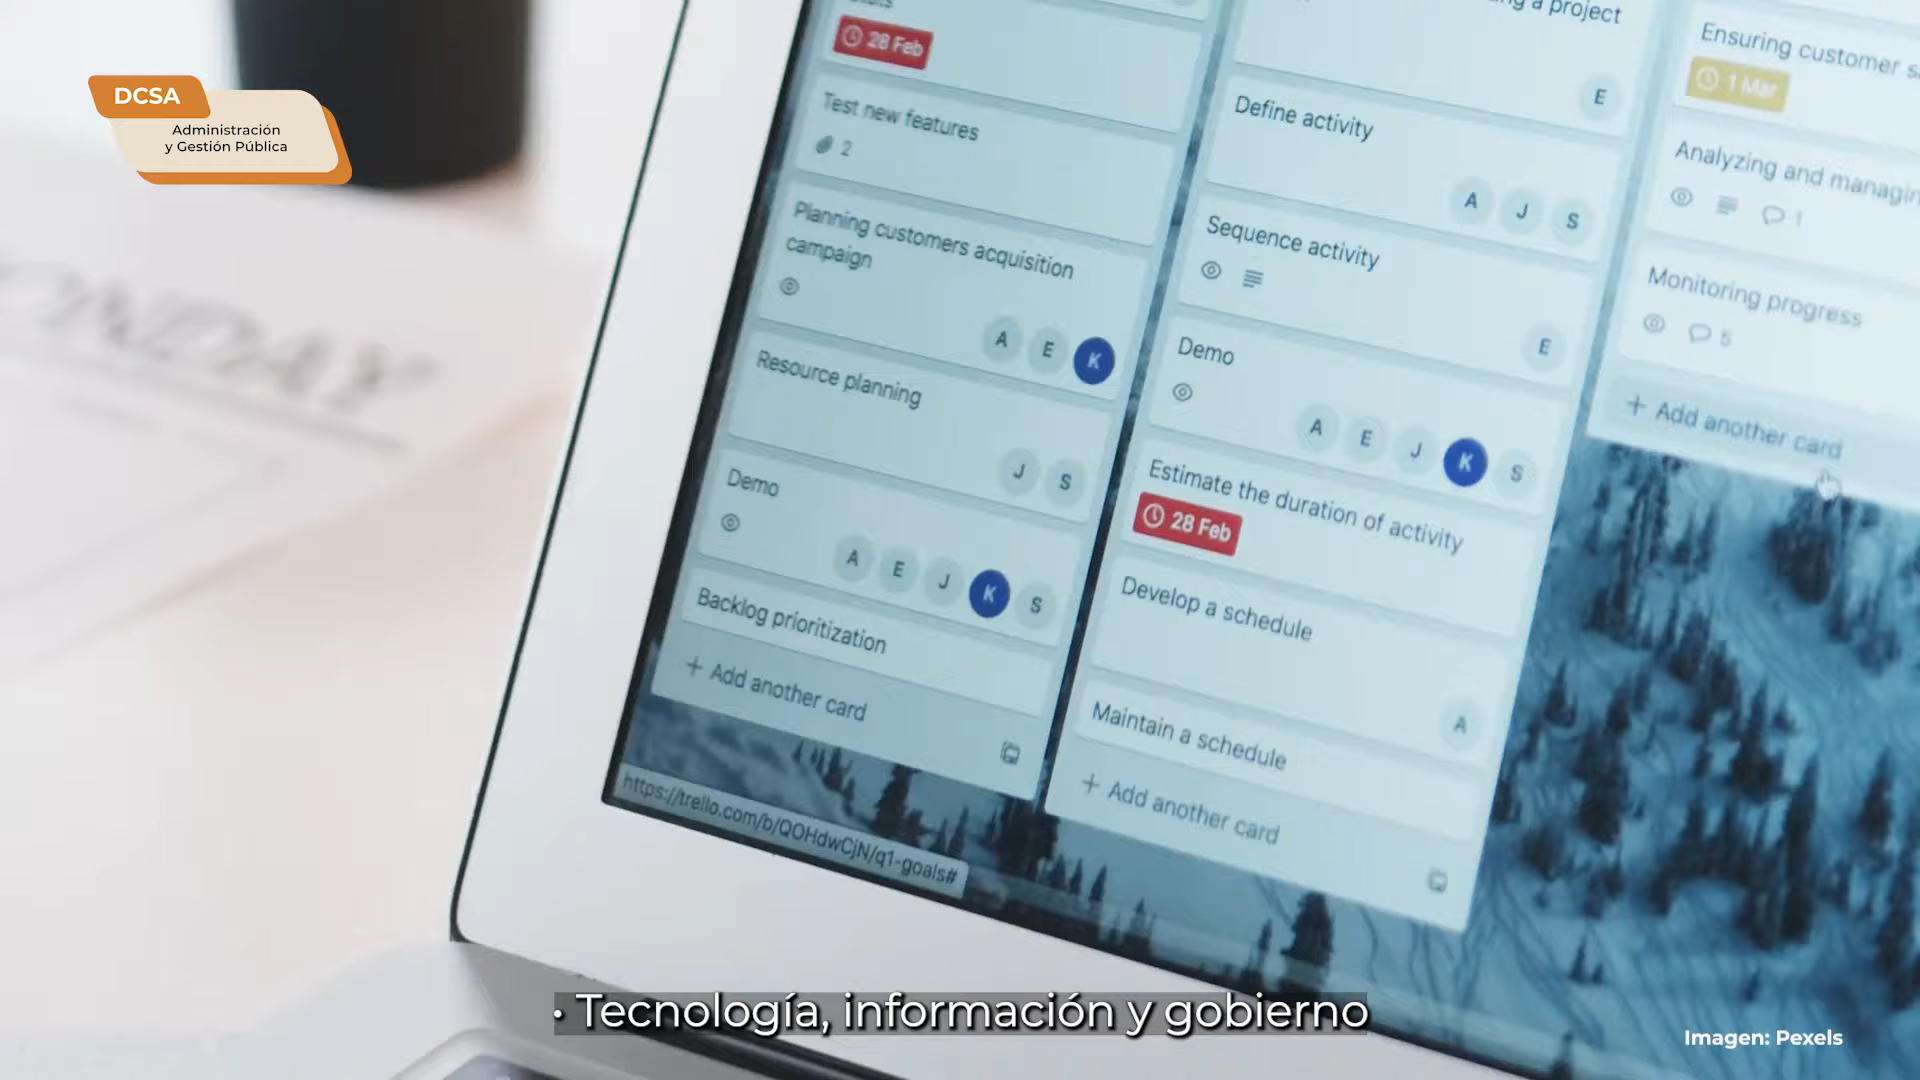 DCSA
Administración
y Gestión Pública
28 Feb
Test new features
2
Planning customers acquisition
campaign
A E K
Resource planning
J S
Demo
A E J K S
Backlog prioritization
+ Add another card
https://trello.com/b/QOHdwCjN/q1-goals#
a project
E
Define activity
A J S
Sequence activity
E
Demo
A E J K S
Estimate the duration of activity
28 Feb
Develop a schedule
A
Maintain a schedule
+ Add another card
Ensuring customer
1 Mar
Analyzing and managin
1
Monitoring progress
5
+ Add another card
• Tecnología, información y gobierno
Imagen: Pexels